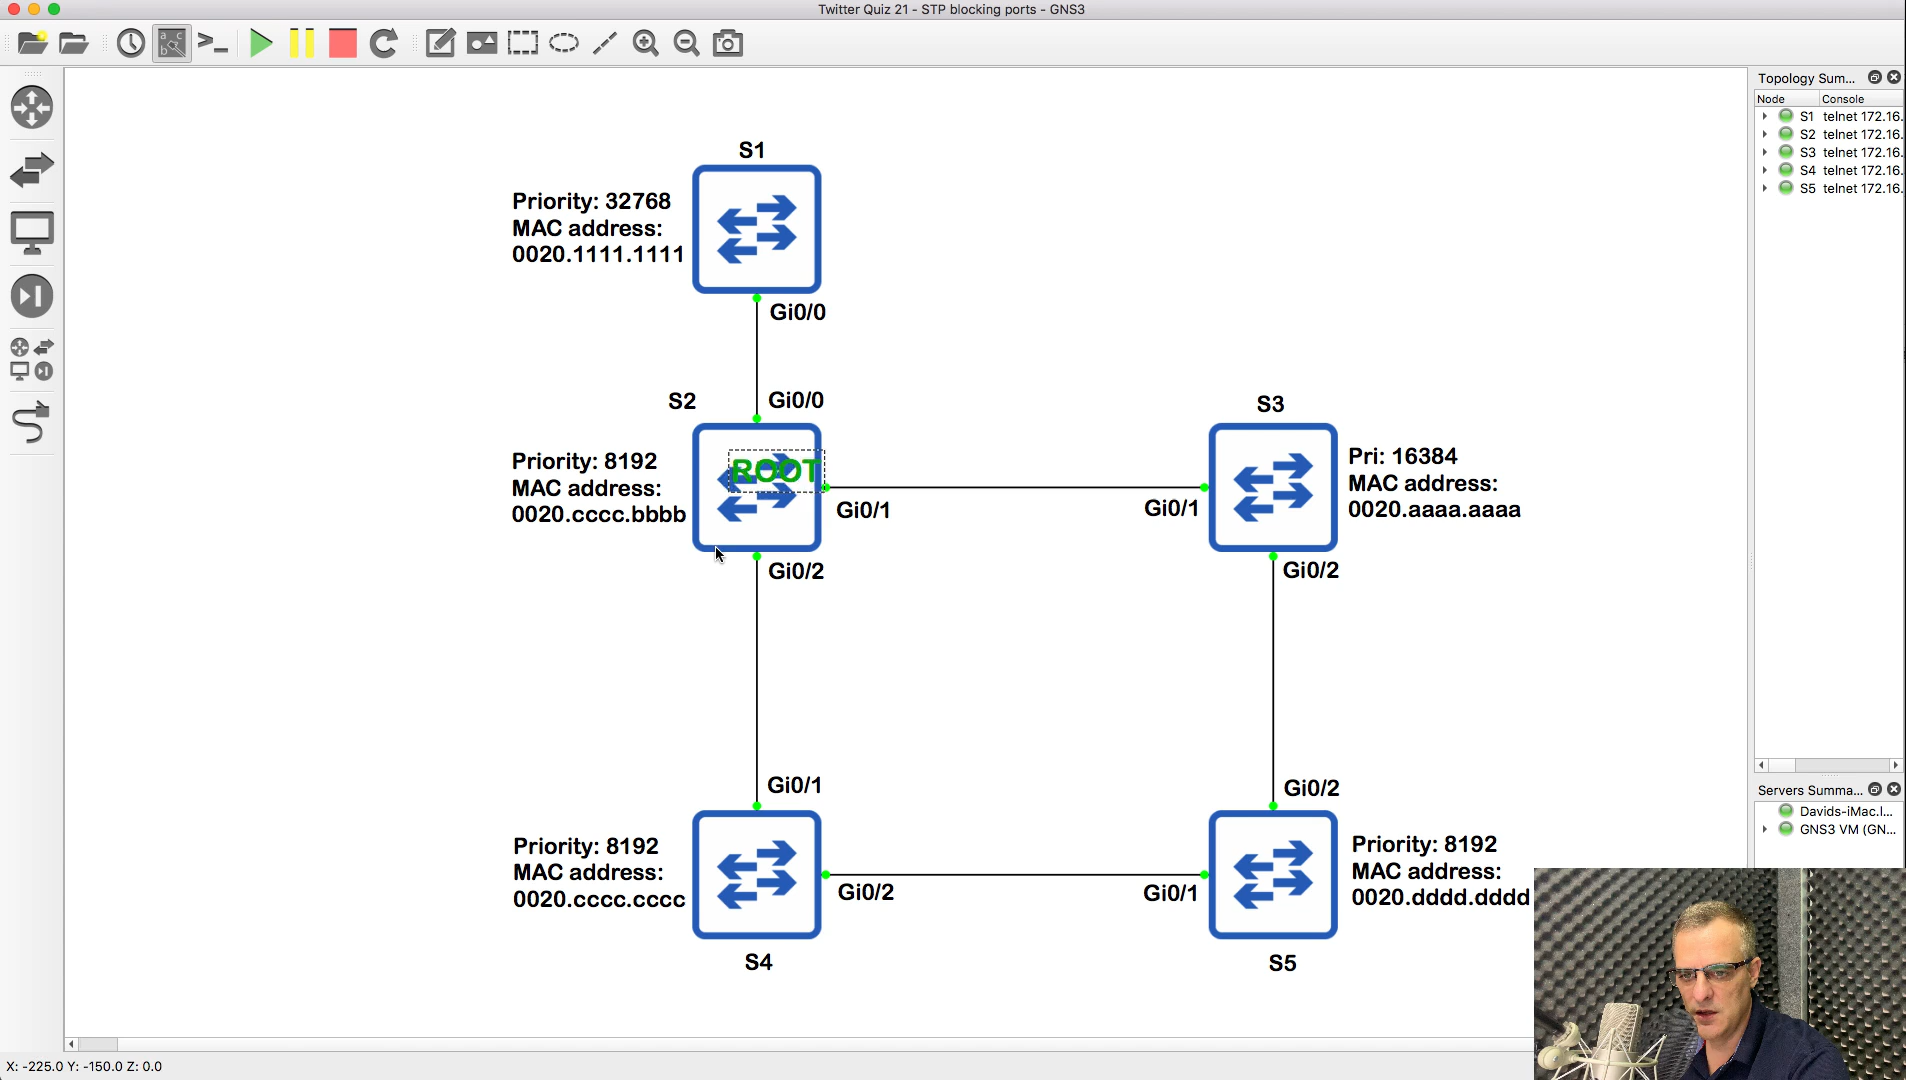 Twitter Quiz 21 - STP blocking ports - GNS3
Topology Sum...
Node Console
S1 telnet 172.16.
S2 telnet 172.16.
S3 telnet 172.16.
S4 telnet 172.16.
S5 telnet 172.16.
S1
Priority: 32768
MAC address:
0020.1111.1111
Gi0/0
S2
Gi0/0
Priority: 8192
MAC address:
0020.cccc.bbbb
ROOT
Gi0/1
Gi0/2
S3
Gi0/1
Pri: 16384
MAC address:
0020.aaaa.aaaa
Gi0/2
Gi0/1
Priority: 8192
MAC address:
0020.cccc.cccc
Gi0/2
S4
Gi0/2
Gi0/1
Priority: 8192
MAC address:
0020.dddd.dddd
S5
Servers Summa...
Davids-iMac.l...
GNS3 VM (GN...
X: -225.0 Y: -150.0 Z: 0.0